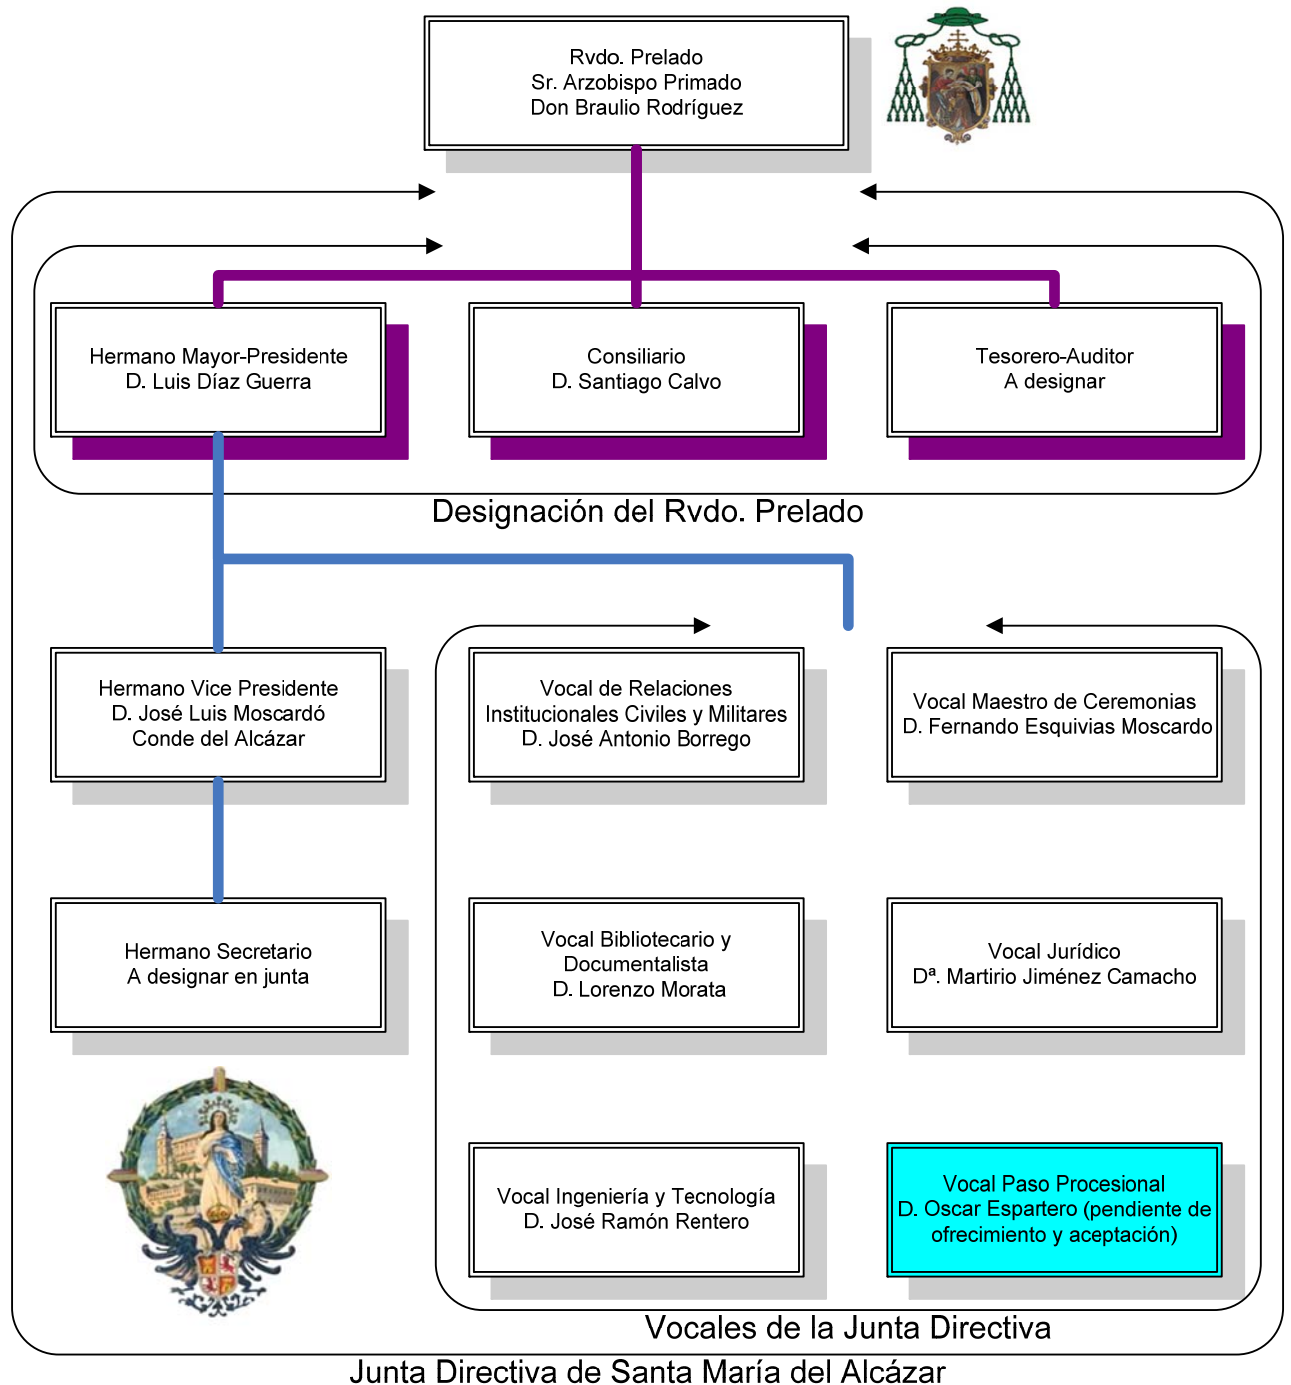 Rvdo. Prelado
Sr. Arzobispo Primado
Don Braulio Rodríguez
Hermano Mayor-Presidente
D. Luis Díaz Guerra
Consiliario
D. Santiago Calvo
Tesorero-Auditor
A designar
Designación del Rvdo. Prelado
Hermano Vice Presidente
D. José Luis Moscardó
Conde del Alcázar
Vocal de Relaciones
Institucionales Civiles y Militares
D. José Antonio Borrego
Vocal Maestro de Ceremonias
D. Fernando Esquivias Moscardo
Hermano Secretario
A designar en junta
Vocal Bibliotecario y
Documentalista
D. Lorenzo Morata
Vocal Jurídico
Dª. Martirio Jiménez Camacho
Vocal Ingeniería y Tecnología
D. José Ramón Rentero
Vocal Paso Procesional
D. Oscar Espartero (pendiente de
ofrecimiento y aceptación)
Vocales de la Junta Directiva
Junta Directiva de Santa María del Alcázar